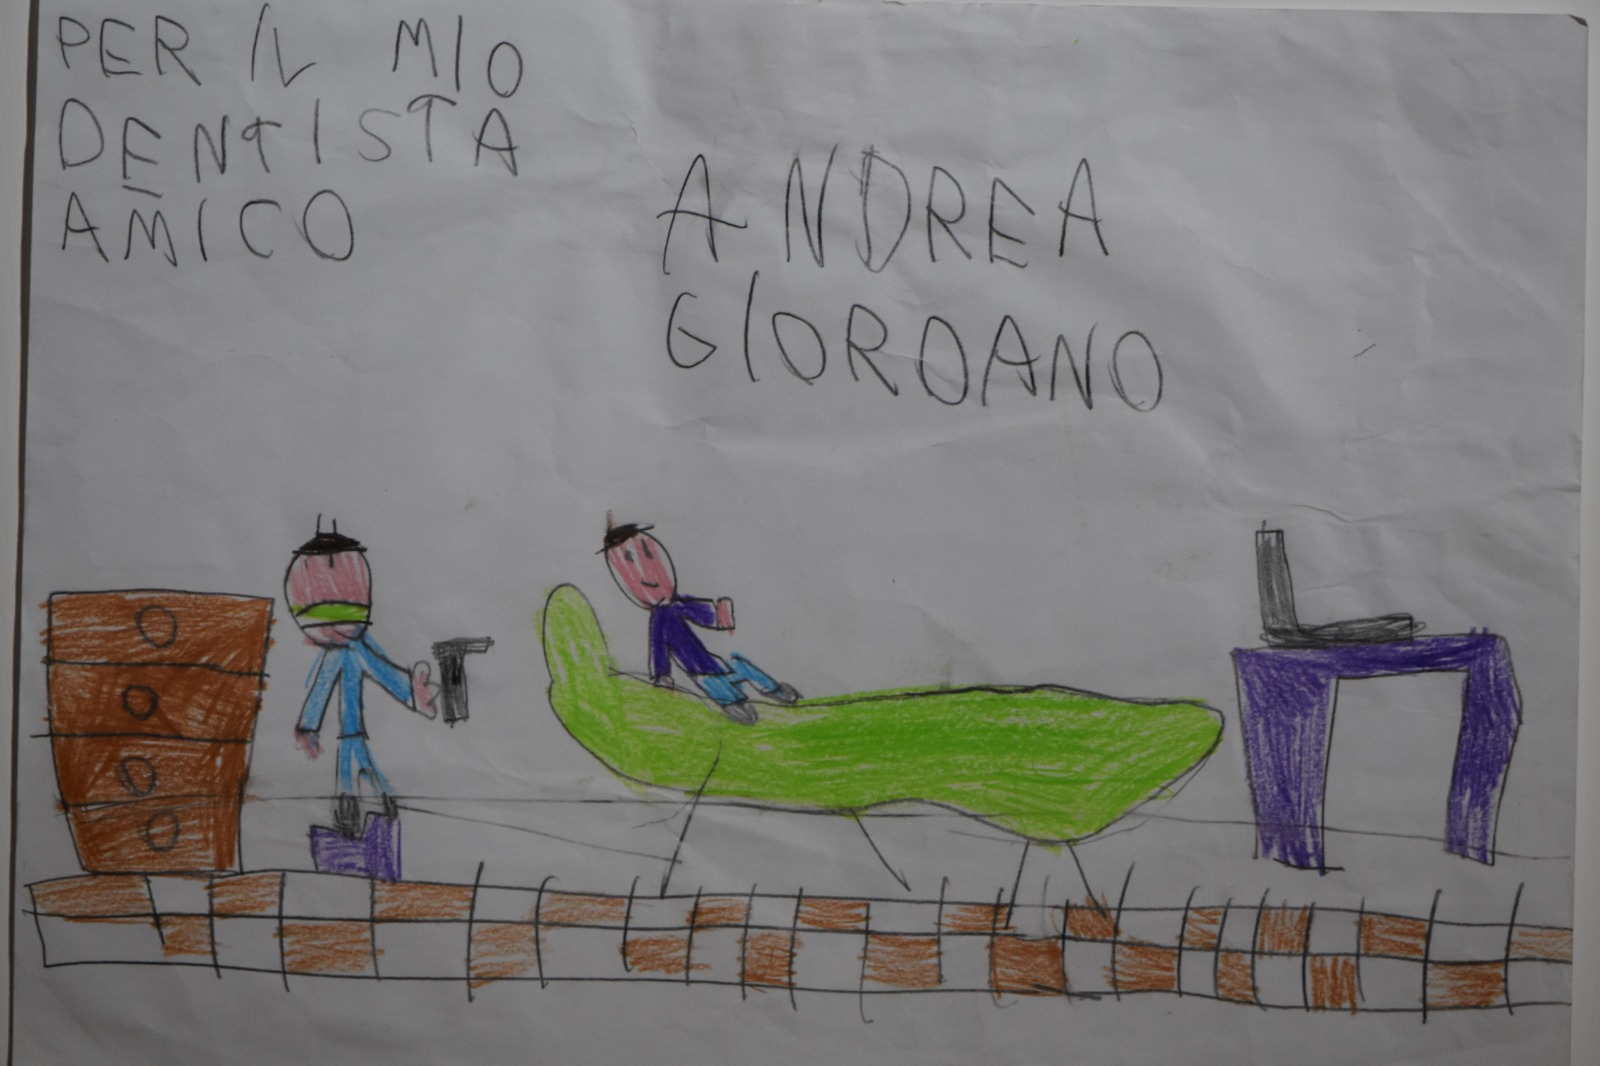 PER IL MIO
DENTISTA
AMICO
ANDREA
GIORDANO